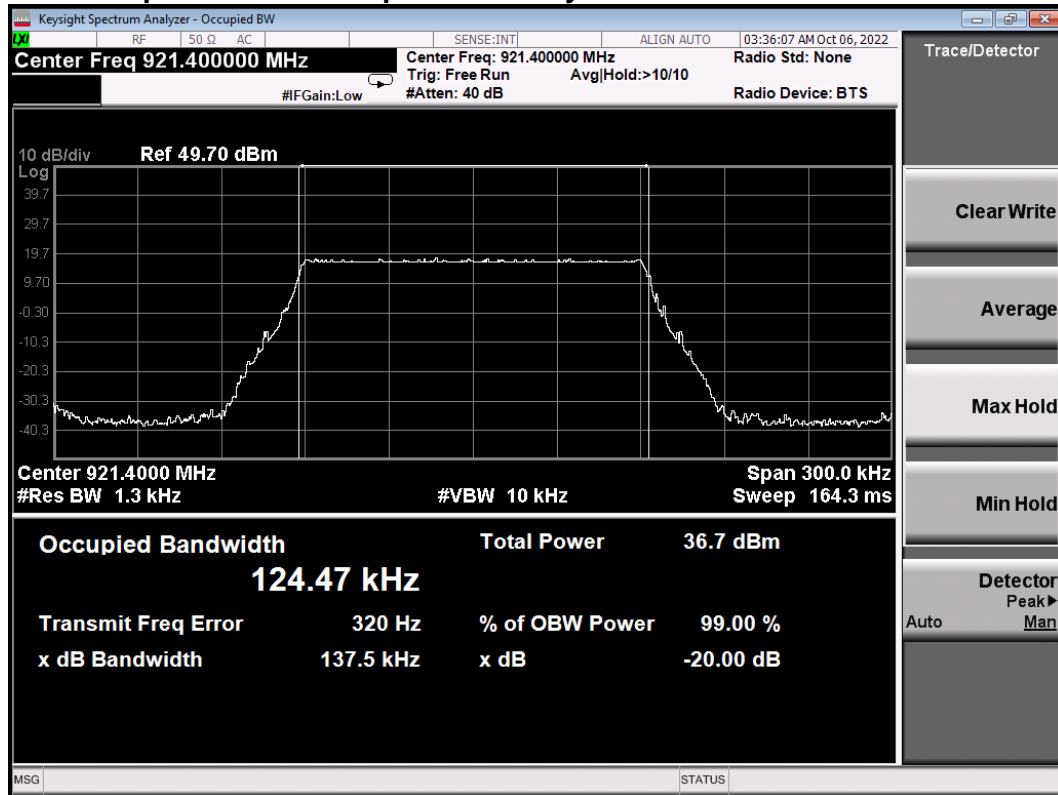 Keysight Spectrum Analyzer - Occupied BW
LXI RF 50 Ω AC SENSE:INT ALIGN AUTO 03:36:07 AM Oct 06, 2022
Center Freq 921.400000 MHz
Center Freq: 921.400000 MHz Radio Std: None
Trig: Free Run Avg|Hold:>10/10
#IFGain:Low #Atten: 40 dB Radio Device: BTS
10 dB/div Ref 49.70 dBm
Log
39.7
29.7
19.7
9.70
-0.30
-10.3
-20.3
-30.3
-40.3
Center 921.4000 MHz Span 300.0 kHz
#Res BW 1.3 kHz #VBW 10 kHz Sweep 164.3 ms
Occupied Bandwidth Total Power 36.7 dBm
124.47 kHz
Transmit Freq Error 320 Hz % of OBW Power 99.00 %
x dB Bandwidth 137.5 kHz x dB -20.00 dB
MSG STATUS
Trace/Detector
Clear Write
Average
Max Hold
Min Hold
Detector
Peak▶
Auto Man